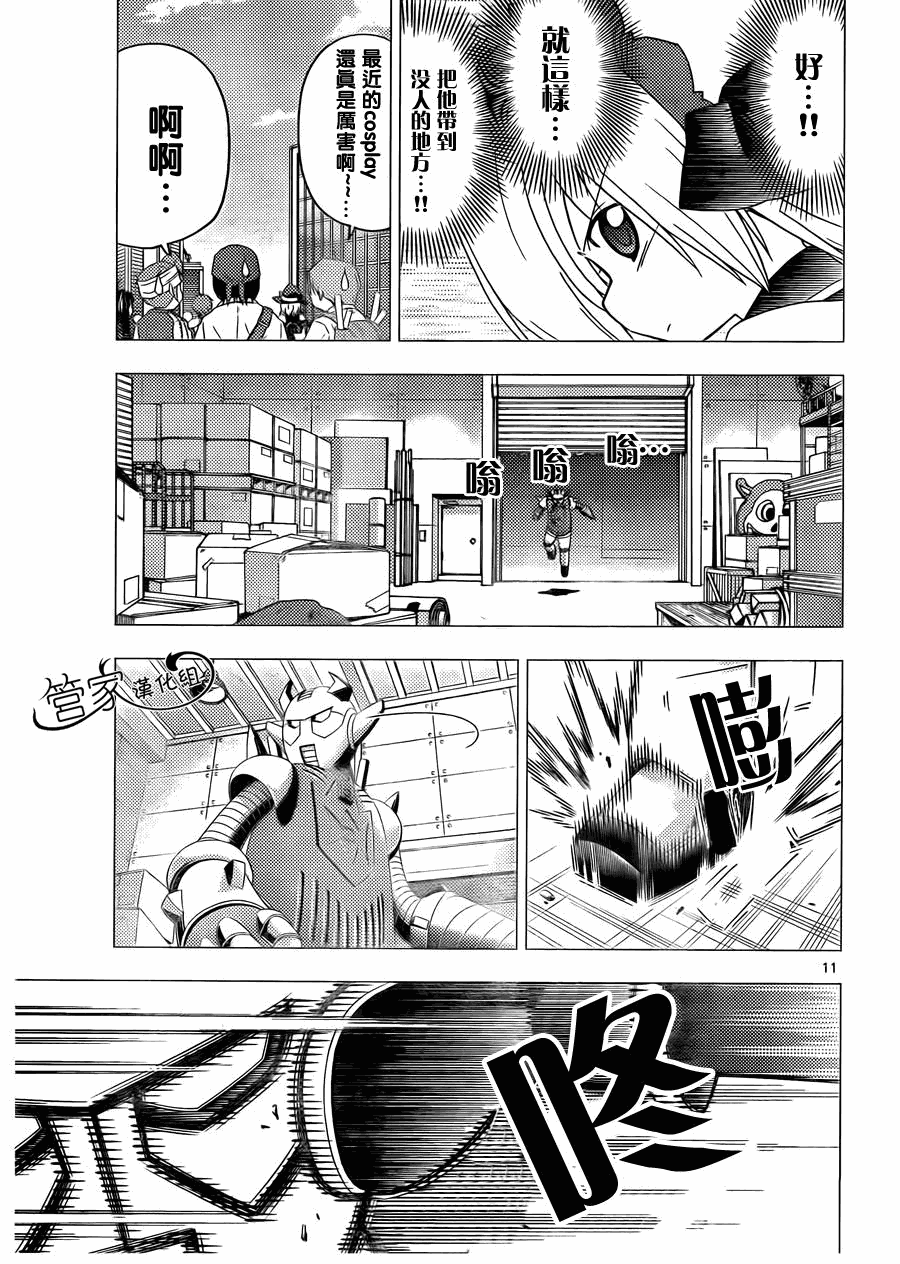 好…!!
就這樣…
把他帶到
没人的地方…!!
最近的cosplay
還真是厲害啊~~……
啊啊…
嗡
嗡
嗡…
管家漢化組
嘭
11
咚